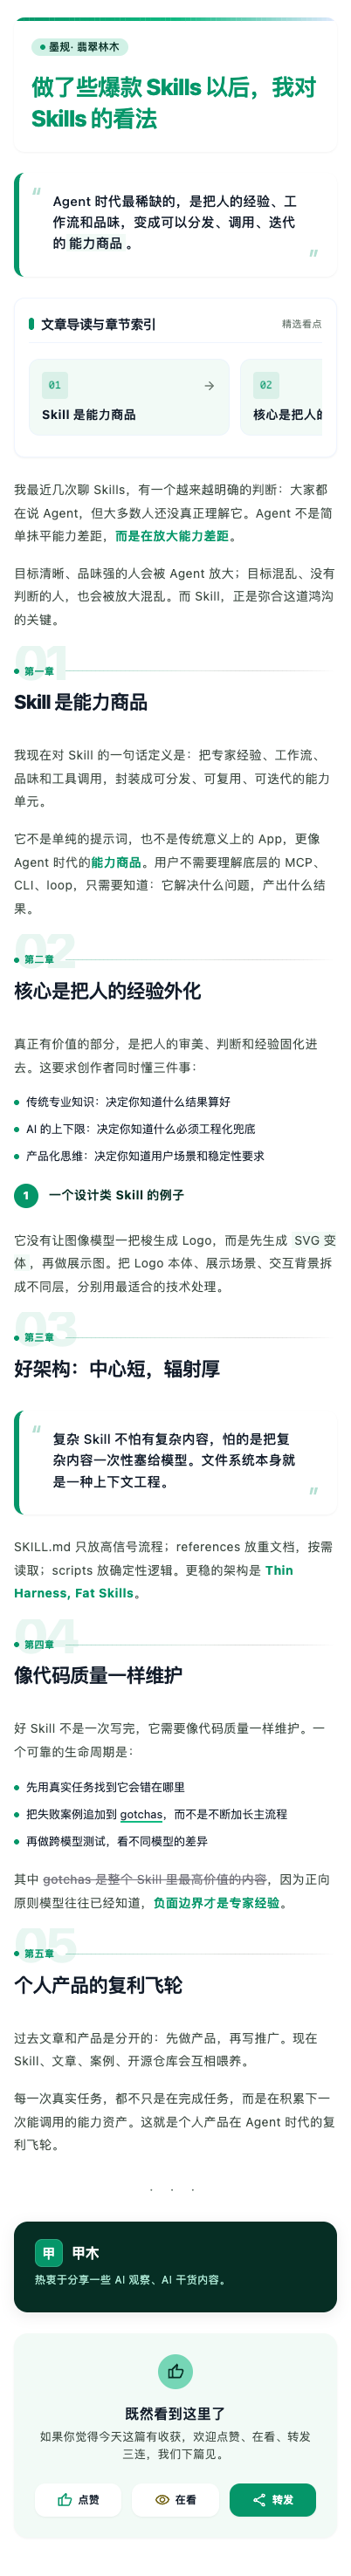 墨规·翡翠林木
做了些爆款 Skills 以后，我对
Skills 的看法
“
Agent 时代最稀缺的，是把人的经验、工
作流和品味，变成可以分发、调用、迭代
的 能力商品 。
”
文章导读与章节索引
精选看点
01
→
Skill 是能力商品
02
核心是把人的
我最近几次聊 Skills，有一个越来越明确的判断：大家都
在说 Agent，但大多数人还没真正理解它。Agent 不是简
单抹平能力差距，而是在放大能力差距。
目标清晰、品味强的人会被 Agent 放大；目标混乱、没有
判断的人，也会被放大混乱。而 Skill，正是弥合这道鸿沟
的关键。
01
第一章
Skill 是能力商品
我现在对 Skill 的一句话定义是：把专家经验、工作流、
品味和工具调用，封装成可分发、可复用、可迭代的能力
单元。
它不是单纯的提示词，也不是传统意义上的 App，更像
Agent 时代的能力商品。用户不需要理解底层的 MCP、
CLI、loop，只需要知道：它解决什么问题，产出什么结
果。
02
第二章
核心是把人的经验外化
真正有价值的部分，是把人的审美、判断和经验固化进
去。这要求创作者同时懂三件事：
传统专业知识：决定你知道什么结果算好
AI 的上下限：决定你知道什么必须工程化兜底
产品化思维：决定你知道用户场景和稳定性要求
1 一个设计类 Skill 的例子
它没有让图像模型一把梭生成 Logo，而是先生成 SVG 变
体，再做展示图。把 Logo 本体、展示场景、交互背景拆
成不同层，分别用最适合的技术处理。
03
第三章
好架构：中心短，辐射厚
“
复杂 Skill 不怕有复杂内容，怕的是把复
杂内容一次性塞给模型。文件系统本身就
是一种上下文工程。
”
SKILL.md 只放高信号流程；references 放重文档，按需
读取；scripts 放确定性逻辑。更稳的架构是 Thin
Harness, Fat Skills。
04
第四章
像代码质量一样维护
好 Skill 不是一次写完，它需要像代码质量一样维护。一
个可靠的生命周期是：
先用真实任务找到它会错在哪里
把失败案例追加到 gotchas，而不是不断加长主流程
再做跨模型测试，看不同模型的差异
其中 gotchas 是整个 Skill 里最高价值的内容，因为正向
原则模型往往已经知道，负面边界才是专家经验。
05
第五章
个人产品的复利飞轮
过去文章和产品是分开的：先做产品，再写推广。现在
Skill、文章、案例、开源仓库会互相喂养。
每一次真实任务，都不只是在完成任务，而是在积累下一
次能调用的能力资产。这就是个人产品在 Agent 时代的复
利飞轮。
· · ·
甲 甲木
热衷于分享一些 AI 观察、AI 干货内容。
既然看到这里了
如果你觉得今天这篇有收获，欢迎点赞、在看、转发
三连，我们下篇见。
点赞
在看
转发